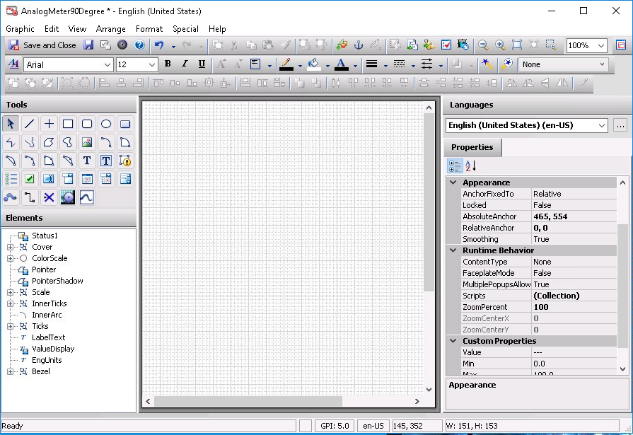 AnalogMeter90Degree * - English (United States)
Graphic Edit View Arrange Format Special Help
Save and Close
100%
Arial 12 B I U None
Tools
Elements
Status1
Cover
ColorScale
Pointer
PointerShadow
Scale
InnerTicks
InnerArc
Ticks
LabelText
ValueDisplay
EngUnits
Bezel
Languages
English (United States) (en-US)
Properties
Appearance
AnchorFixedTo Relative
Locked False
AbsoluteAnchor 465, 554
RelativeAnchor 0, 0
Smoothing True
Runtime Behavior
ContentType None
FaceplateMode False
MultiplePopupsAllow True
Scripts (Collection)
ZoomPercent 100
ZoomCenterX 0
ZoomCenterY 0
Custom Properties
Value ---
Min 0.0
Max 100.0
Appearance
Ready GPI: 5.0 en-US 145, 352 W: 151, H: 153